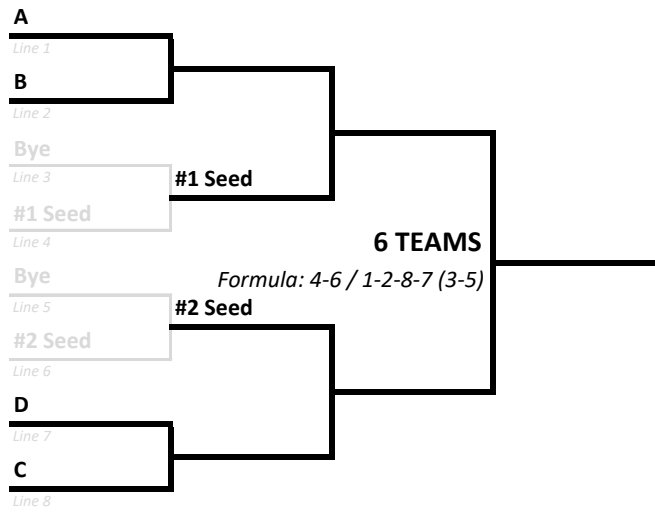 A
Line 1
B
Line 2
Bye
Line 3
#1 Seed
#1 Seed
Line 4
6 TEAMS
Formula: 4-6 / 1-2-8-7 (3-5)
Bye
Line 5
#2 Seed
#2 Seed
Line 6
D
Line 7
C
Line 8